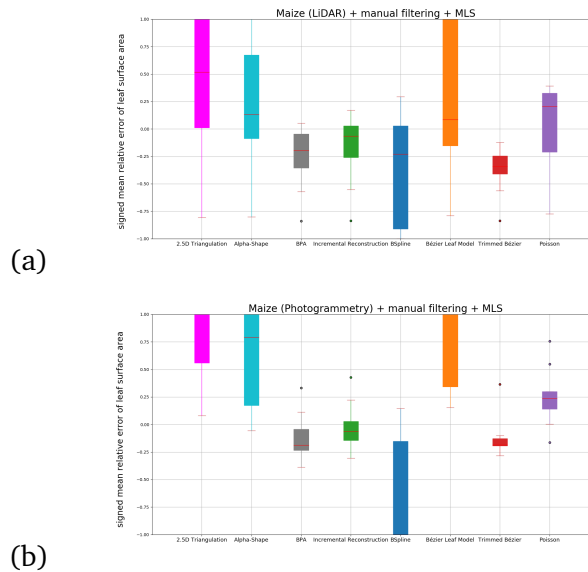 Maize (LiDAR) + manual filtering + MLS
signed mean relative error of leaf surface area
1.00
0.75
0.50
0.25
0.00
−0.25
−0.50
−0.75
−1.00
2.5D Triangulation Alpha-Shape BPA Incremental Reconstruction BSpline Bézier Leaf Model Trimmed Bézier Poisson
(a)
Maize (Photogrammetry) + manual filtering + MLS
signed mean relative error of leaf surface area
1.00
0.75
0.50
0.25
0.00
−0.25
−0.50
−0.75
−1.00
2.5D Triangulation Alpha-Shape BPA Incremental Reconstruction BSpline Bézier Leaf Model Trimmed Bézier Poisson
(b)